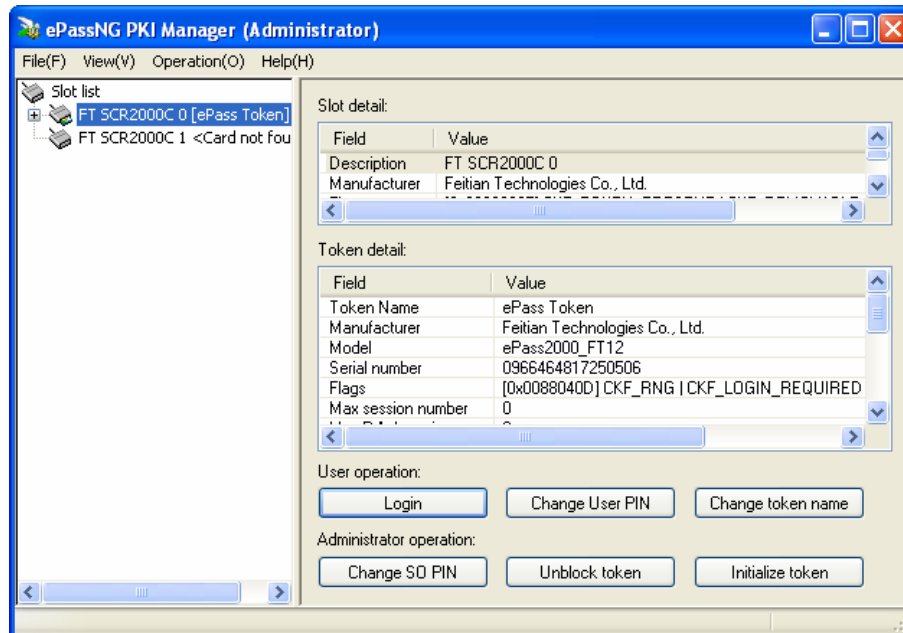 ePassNG PKI Manager (Administrator)
File(F) View(V) Operation(O) Help(H)
Slot list
FT SCR2000C 0 [ePass Token]
FT SCR2000C 1 <Card not fou
Slot detail:
Field Value
Description FT SCR2000C 0
Manufacturer Feitian Technologies Co., Ltd.
Token detail:
Field Value
Token Name ePass Token
Manufacturer Feitian Technologies Co., Ltd.
Model ePass2000_FT12
Serial number 0966464817250506
Flags [0x0088040D] CKF_RNG | CKF_LOGIN_REQUIRED
Max session number 0
User operation:
Login Change User PIN Change token name
Administrator operation:
Change SO PIN Unblock token Initialize token